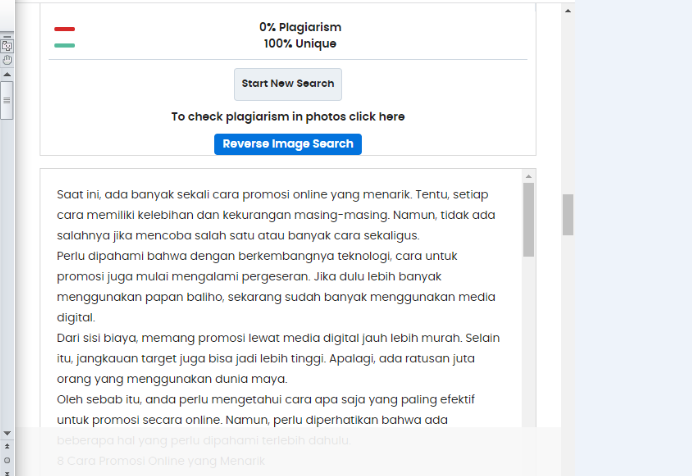 0% Plagiarism
100% Unique
Start New Search
To check plagiarism in photos click here
Reverse Image Search
Saat ini, ada banyak sekali cara promosi online yang menarik. Tentu, setiap
cara memiliki kelebihan dan kekurangan masing-masing. Namun, tidak ada
salahnya jika mencoba salah satu atau banyak cara sekaligus.
Perlu dipahami bahwa dengan berkembangnya teknologi, cara untuk
promosi juga mulai mengalami pergeseran. Jika dulu lebih banyak
menggunakan papan baliho, sekarang sudah banyak menggunakan media
digital.
Dari sisi biaya, memang promosi lewat media digital jauh lebih murah. Selain
itu, jangkauan target juga bisa jadi lebih tinggi. Apalagi, ada ratusan juta
orang yang menggunakan dunia maya.
Oleh sebab itu, anda perlu mengetahui cara apa saja yang paling efektif
untuk promosi secara online. Namun, perlu diperhatikan bahwa ada
beberapa hal yang perlu dipahami terlebih dahulu.
8 Cara Promosi Online yang Menarik